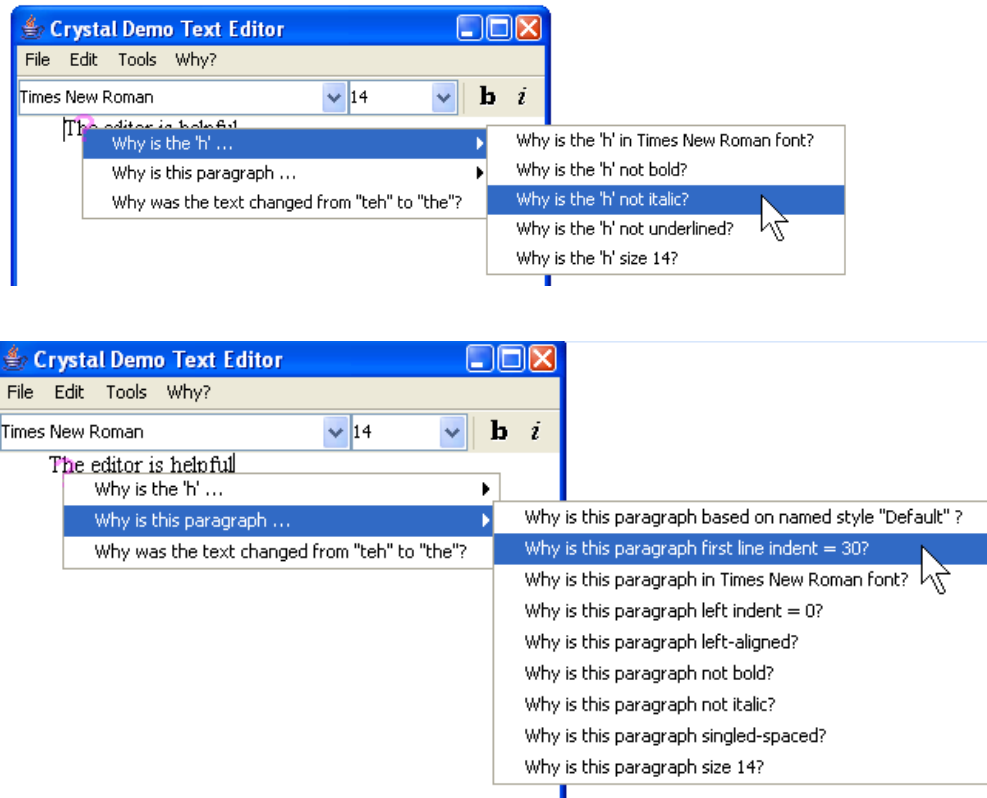 Crystal Demo Text Editor
File Edit Tools Why?
Times New Roman 14 b i
The editor is helpful
Why is the 'h' ...
Why is this paragraph ...
Why was the text changed from "teh" to "the"?
Why is the 'h' in Times New Roman font?
Why is the 'h' not bold?
Why is the 'h' not italic?
Why is the 'h' not underlined?
Why is the 'h' size 14?
Crystal Demo Text Editor
File Edit Tools Why?
Times New Roman 14 b i
The editor is helpful
Why is the 'h' ...
Why is this paragraph ...
Why was the text changed from "teh" to "the"?
Why is this paragraph based on named style "Default" ?
Why is this paragraph first line indent = 30?
Why is this paragraph in Times New Roman font?
Why is this paragraph left indent = 0?
Why is this paragraph left-aligned?
Why is this paragraph not bold?
Why is this paragraph not italic?
Why is this paragraph singled-spaced?
Why is this paragraph size 14?